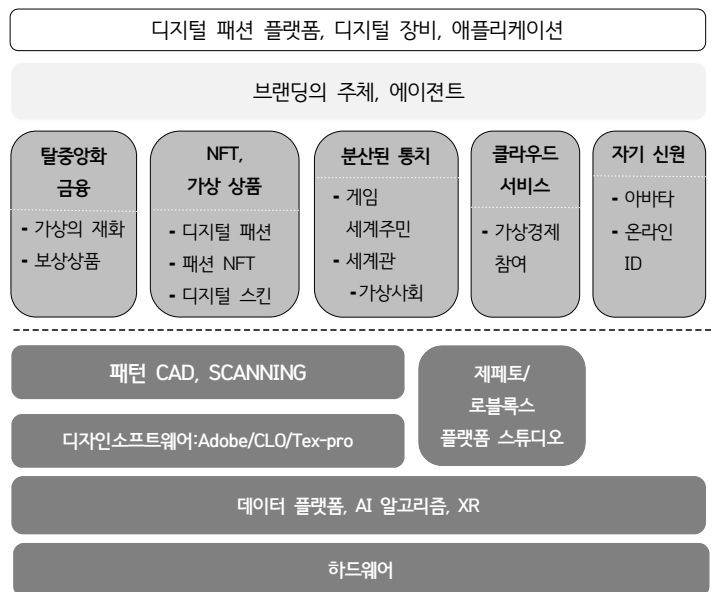 디지털 패션 플랫폼, 디지털 장비, 애플리케이션
브랜딩의 주체, 에이젼트
탈중앙화
금융
- 가상의 재화
- 보상상품
NFT,
가상 상품
- 디지털 패션
- 패션 NFT
- 디지털 스킨
분산된 통치
- 게임
세계주민
- 세계관
-가상사회
클라우드
서비스
- 가상경제
참여
자기 신원
- 아바타
- 온라인
ID
패턴 CAD, SCANNING
디자인소프트웨어:Adobe/CLO/Tex-pro
제페토/
로블록스
플랫폼 스튜디오
데이터 플랫폼, AI 알고리즘, XR
하드웨어